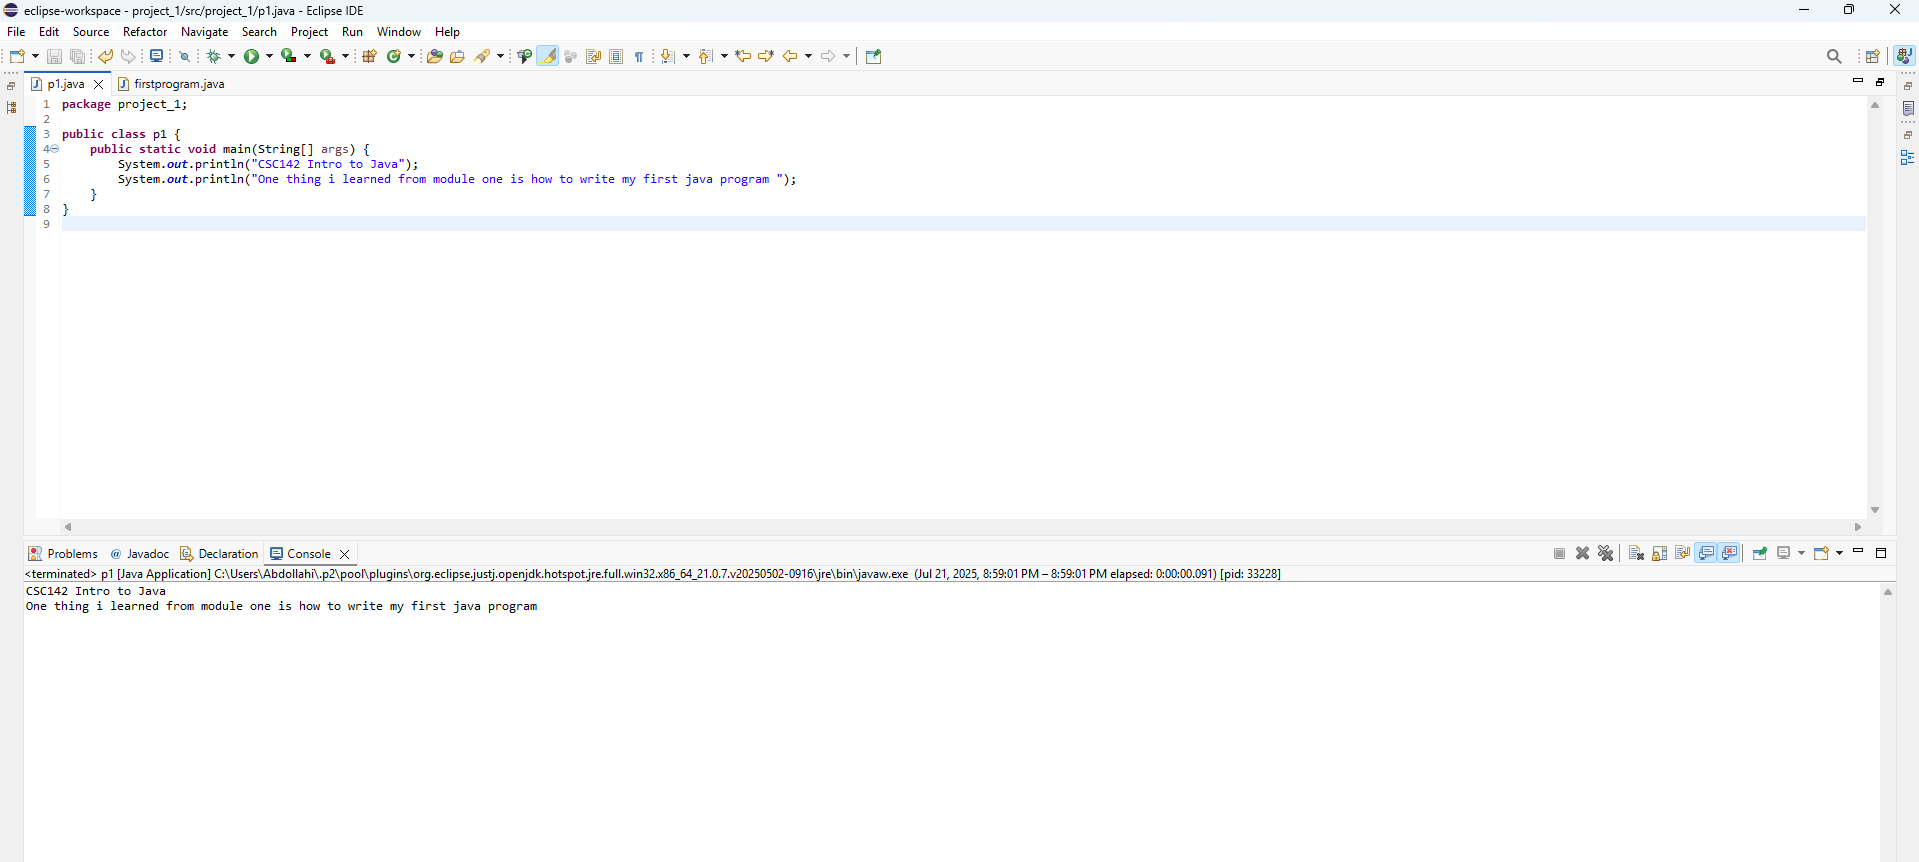 eclipse-workspace - project_1/src/project_1/p1.java - Eclipse IDE
File Edit Source Refactor Navigate Search Project Run Window Help
p1.java firstprogram.java
1 package project_1;
2
3 public class p1 {
4 public static void main(String[] args) {
5 System.out.println("CSC142 Intro to Java");
6 System.out.println("One thing i learned from module one is how to write my first java program ");
7 }
8 }
9
Problems @ Javadoc Declaration Console
<terminated> p1 [Java Application] C:\Users\Abdollahi\.p2\pool\plugins\org.eclipse.justj.openjdk.hotspot.jre.full.win32.x86_64_21.0.7.v20250502-0916\jre\bin\javaw.exe (Jul 21, 2025, 8:59:01 PM – 8:59:01 PM elapsed: 0:00:00.091) [pid: 33228]
CSC142 Intro to Java
One thing i learned from module one is how to write my first java program